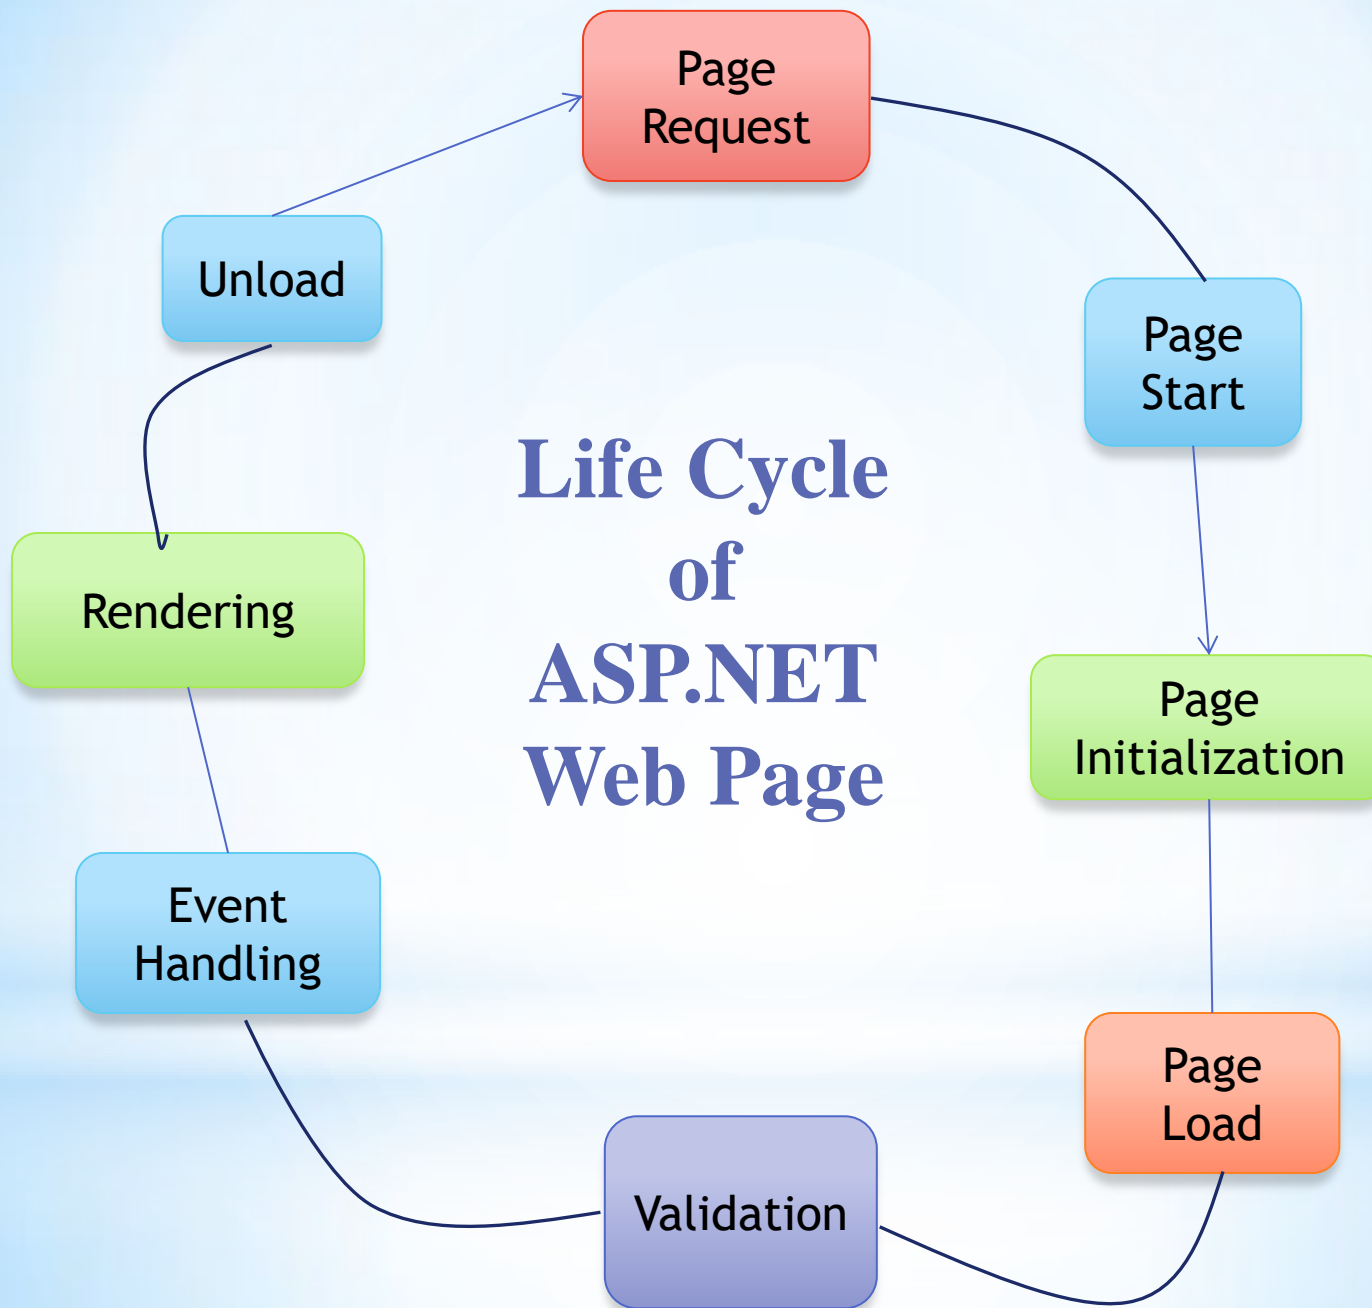 Page
Request
Unload
Page
Start
Life Cycle
of
ASP.NET
Web Page
Rendering
Page
Initialization
Event
Handling
Page
Load
Validation